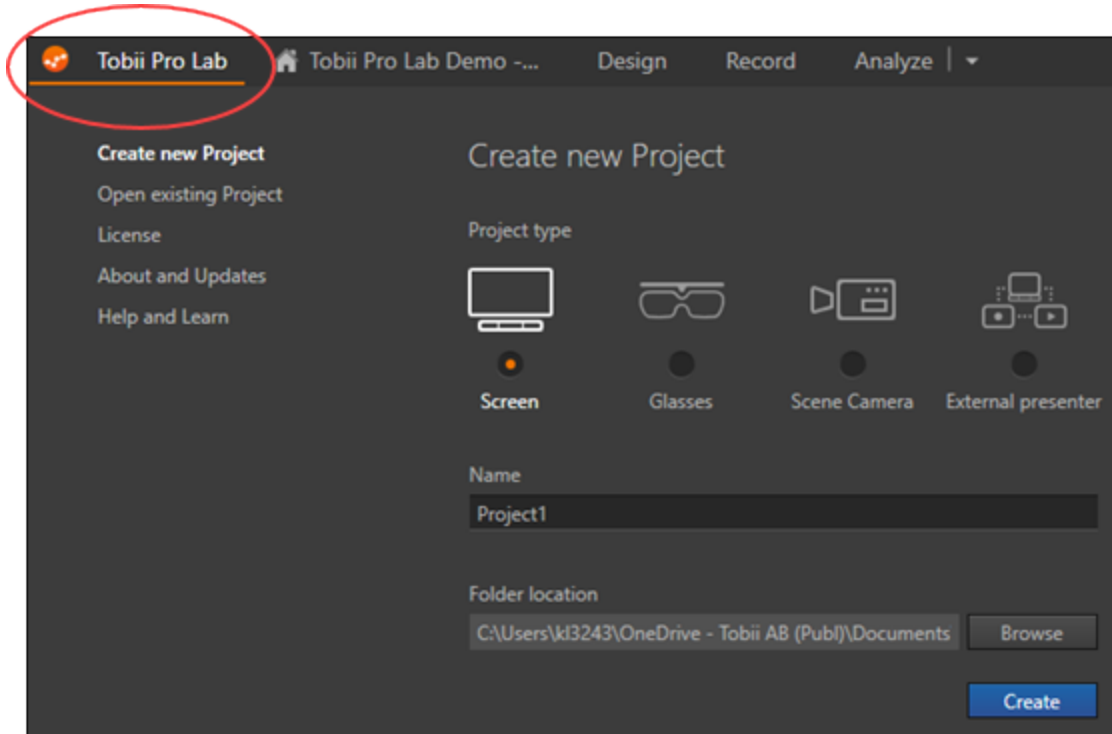 Tobii Pro Lab Tobii Pro Lab Demo -... Design Record Analyze
Create new Project
Open existing Project
License
About and Updates
Help and Learn
Create new Project
Project type
Screen Glasses Scene Camera External presenter
Name
Project1
Folder location
C:\Users\kl3243\OneDrive - Tobii AB (Publ)\Documents Browse
Create